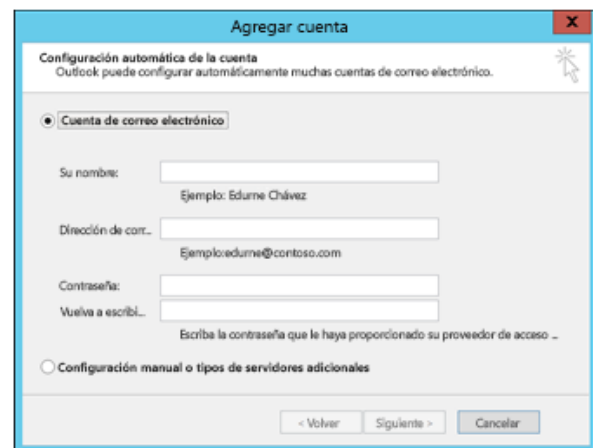 Agregar cuenta
X
Configuración automática de la cuenta
Outlook puede configurar automáticamente muchas cuentas de correo electrónico.
Cuenta de correo electrónico
Su nombre:
Ejemplo: Edurne Chávez
Dirección de corr...
Ejemplo:edurne@contoso.com
Contraseña:
Vuelva a escribi...
Escriba la contraseña que le haya proporcionado su proveedor de acceso ...
Configuración manual o tipos de servidores adicionales
< Volver Siguiente > Cancelar